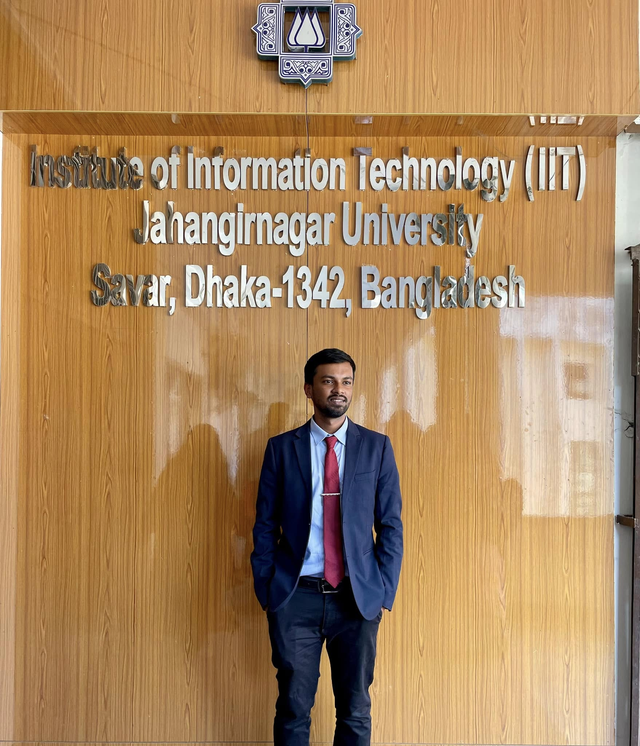 Institute of Information Technology (IIT)
Jahangirnagar University
Savar, Dhaka-1342, Bangladesh